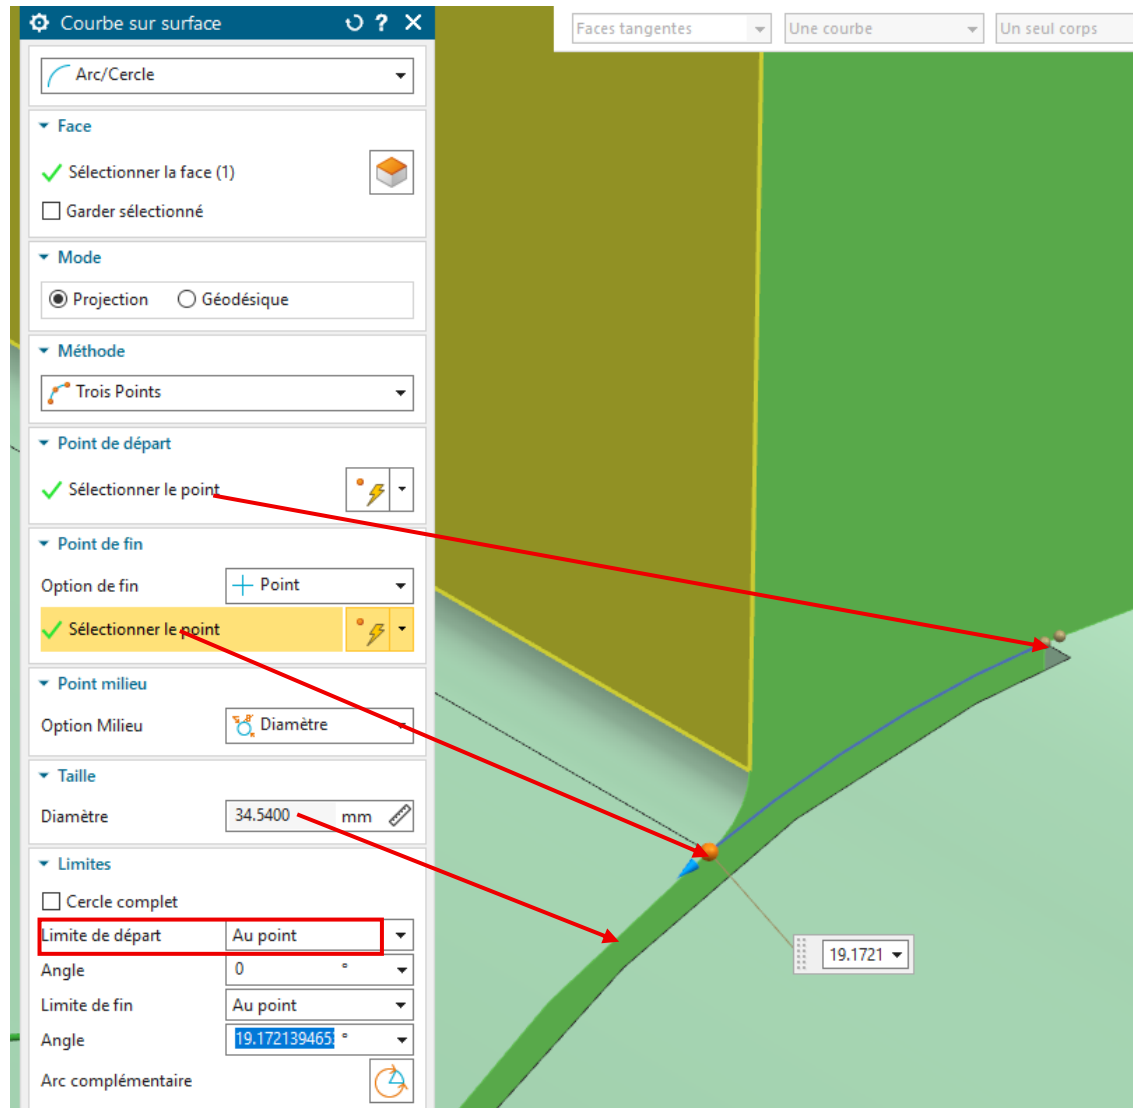 Courbe sur surface
Faces tangentes Une courbe Un seul corps
Arc/Cercle
Face
Sélectionner la face (1)
Garder sélectionné
Mode
Projection Géodésique
Méthode
Trois Points
Point de départ
Sélectionner le point
Point de fin
Option de fin Point
Sélectionner le point
Point milieu
Option Milieu Diamètre
Taille
Diamètre 34.5400 mm
Limites
Cercle complet
Limite de départ Au point
Angle 0 °
19.1721
Limite de fin Au point
Angle 19.172139465 °
Arc complémentaire